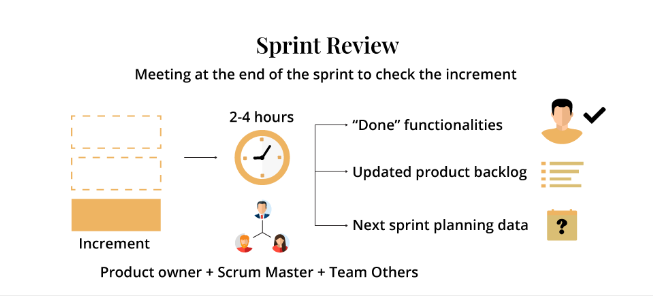 Sprint Review
Meeting at the end of the sprint to check the increment
2-4 hours
“Done” functionalities
Updated product backlog
Next sprint planning data
?
Increment
Product owner + Scrum Master + Team Others